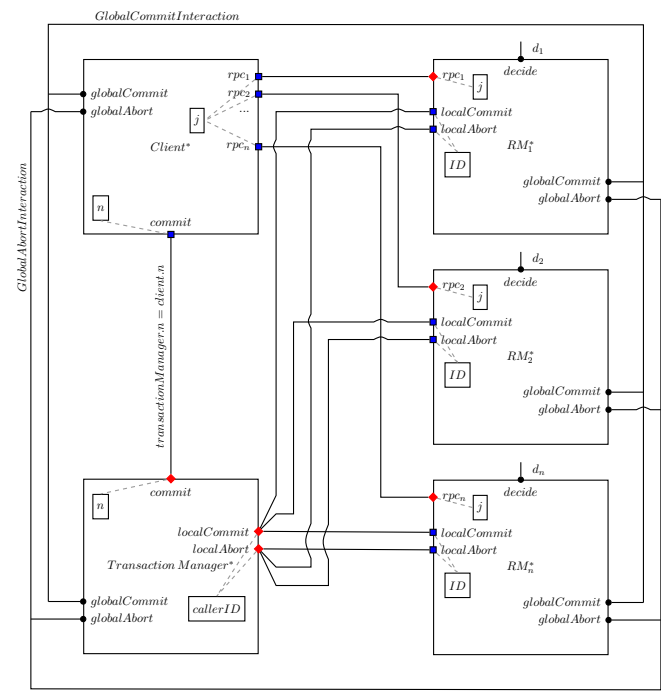 GlobalCommitInteraction
GlobalAbortInteraction
globalCommit
globalAbort
rpc₁
rpc₂
...
rpcₙ
j
Client*
n
commit
transactionManager.n = client.n
commit
n
localCommit
localAbort
Transaction Manager*
callerID
globalCommit
globalAbort
d₁
decide
rpc₁
j
localCommit
localAbort
RM₁*
ID
globalCommit
globalAbort
d₂
decide
rpc₂
j
localCommit
localAbort
RM₂*
ID
globalCommit
globalAbort
dₙ
decide
rpcₙ
j
localCommit
localAbort
RMₙ*
ID
globalCommit
globalAbort